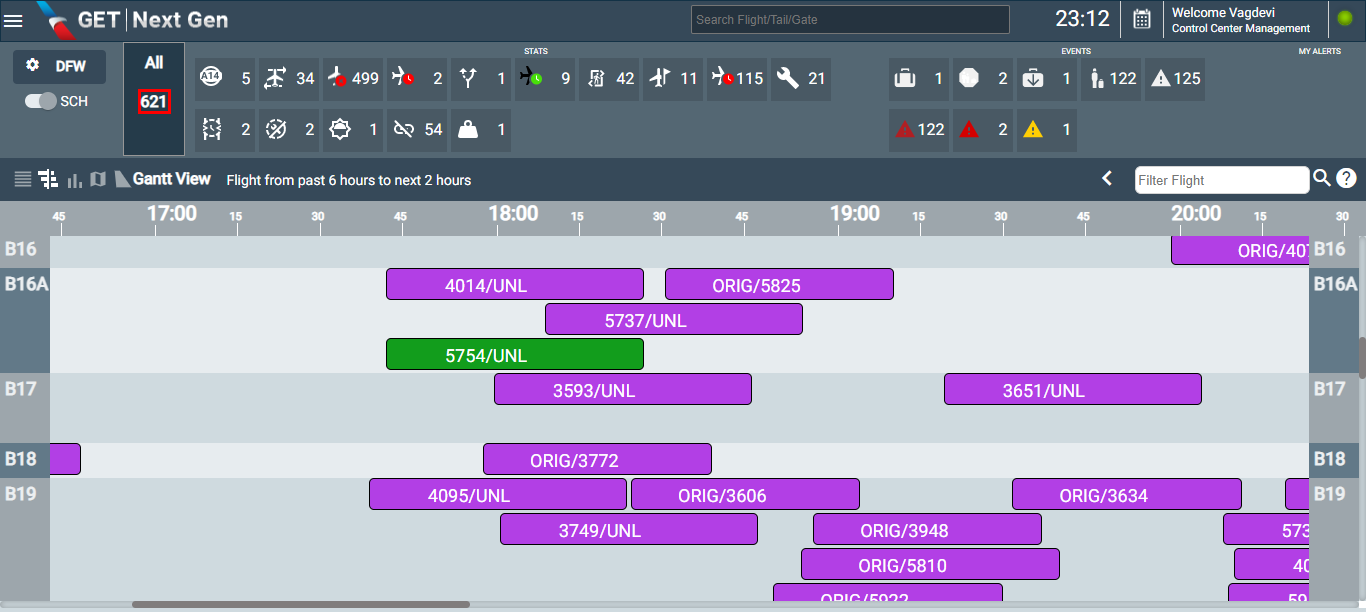 GET | Next Gen
Search Flight/Tail/Gate
23:12
Welcome Vagdevi
Control Center Management
DFW
SCH
All
621
STATS
A14 5 34 499 2 1 9 42 11 115 21
2 2 1 54 1
EVENTS
1 2 1 122 125
122 2 1
MY ALERTS
Gantt View
Flight from past 6 hours to next 2 hours
Filter Flight
?
45 17:00 15 30 45 18:00 15 30 45 19:00 15 30 45 20:00 15 30
B16 ORIG/407 B16
B16A 4014/UNL ORIG/5825 B16A
5737/UNL
5754/UNL
B17 3593/UNL 3651/UNL B17
B18 ORIG/3772 B18
B19 4095/UNL ORIG/3606 ORIG/3634 B19
3749/UNL ORIG/3948 573
ORIG/5810 40
ORIG/5922 59